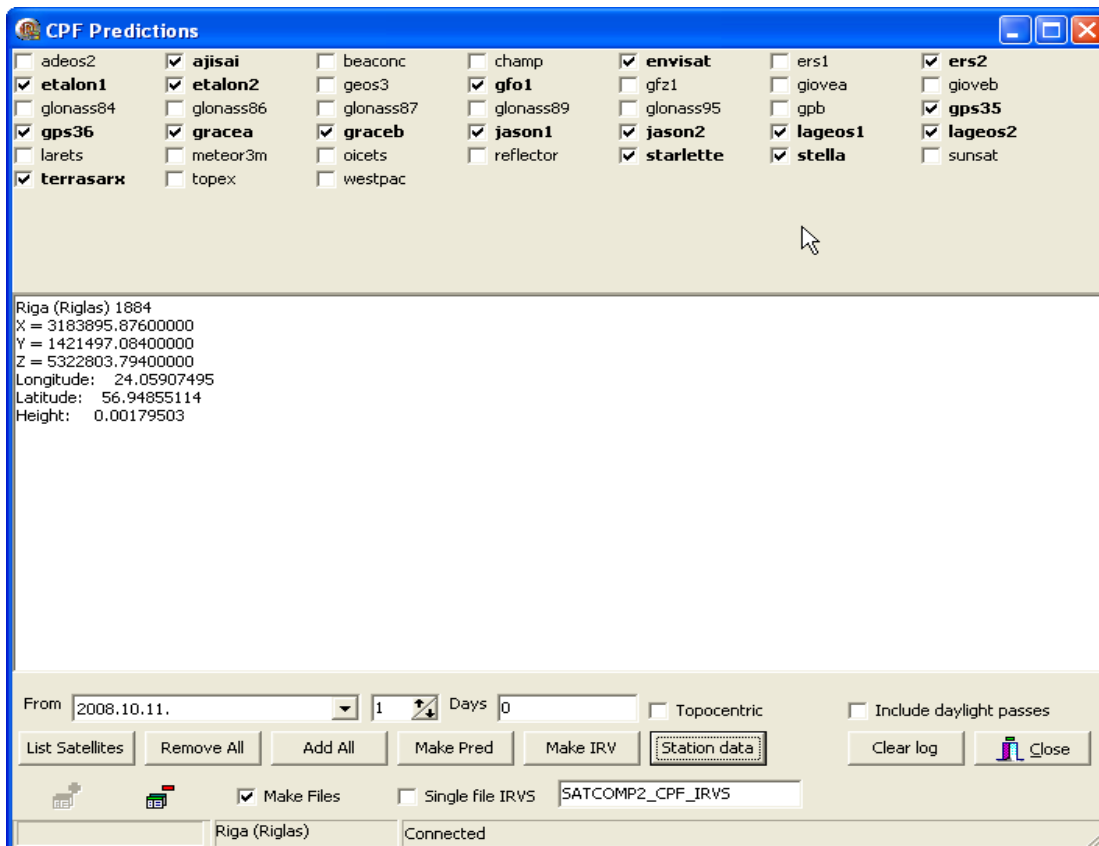 CPF Predictions
adeos2 ajisai beaconc champ envisat ers1 ers2
etalon1 etalon2 geos3 gfo1 gfz1 giovea gioveb
glonass84 glonass86 glonass87 glonass89 glonass95 gpb gps35
gps36 gracea graceb jason1 jason2 lageos1 lageos2
larets meteor3m oicets reflector starlette stella sunsat
terrasarx topex westpac
Riga (Riglas) 1884
X = 3183895.87600000
Y = 1421497.08400000
Z = 5322803.79400000
Longitude: 24.05907495
Latitude: 56.94855114
Height: 0.00179503
From 2008.10.11. 1 Days 0 Topocentric Include daylight passes
List Satellites Remove All Add All Make Pred Make IRV Station data Clear log Close
Make Files Single file IRVS SATCOMP2_CPF_IRVS
Riga (Riglas) Connected